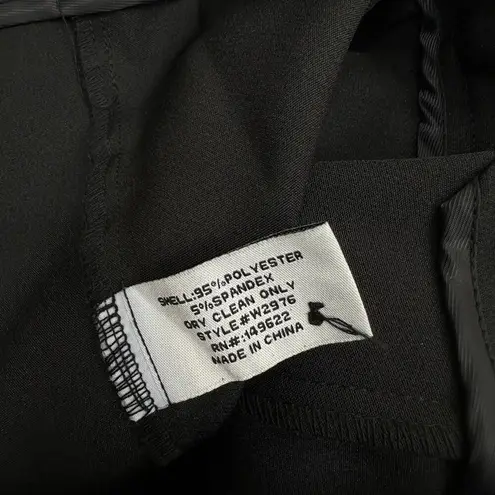 SHELL:95%POLYESTER
5%SPANDEX
DRY CLEAN ONLY
STYLE#W2976
RN#:149622
MADE IN CHINA